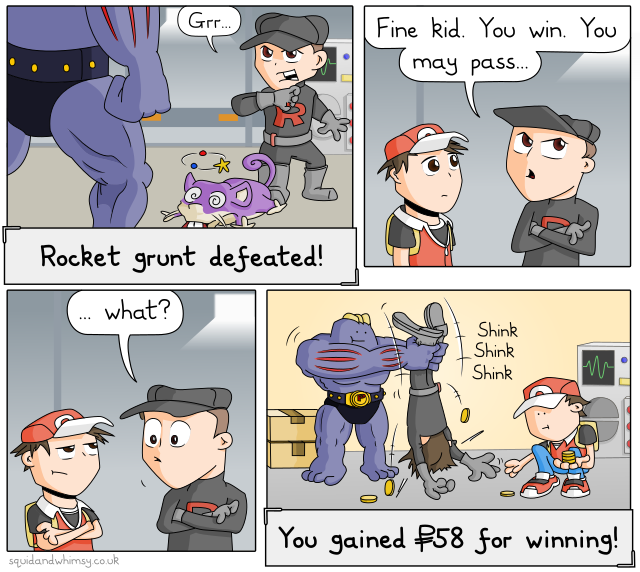 Grr...
R
Rocket grunt defeated!
Fine kid. You win. You
may pass...
... what?
Shink
Shink
Shink
You gained ₽58 for winning!
squidandwhimsy.co.uk